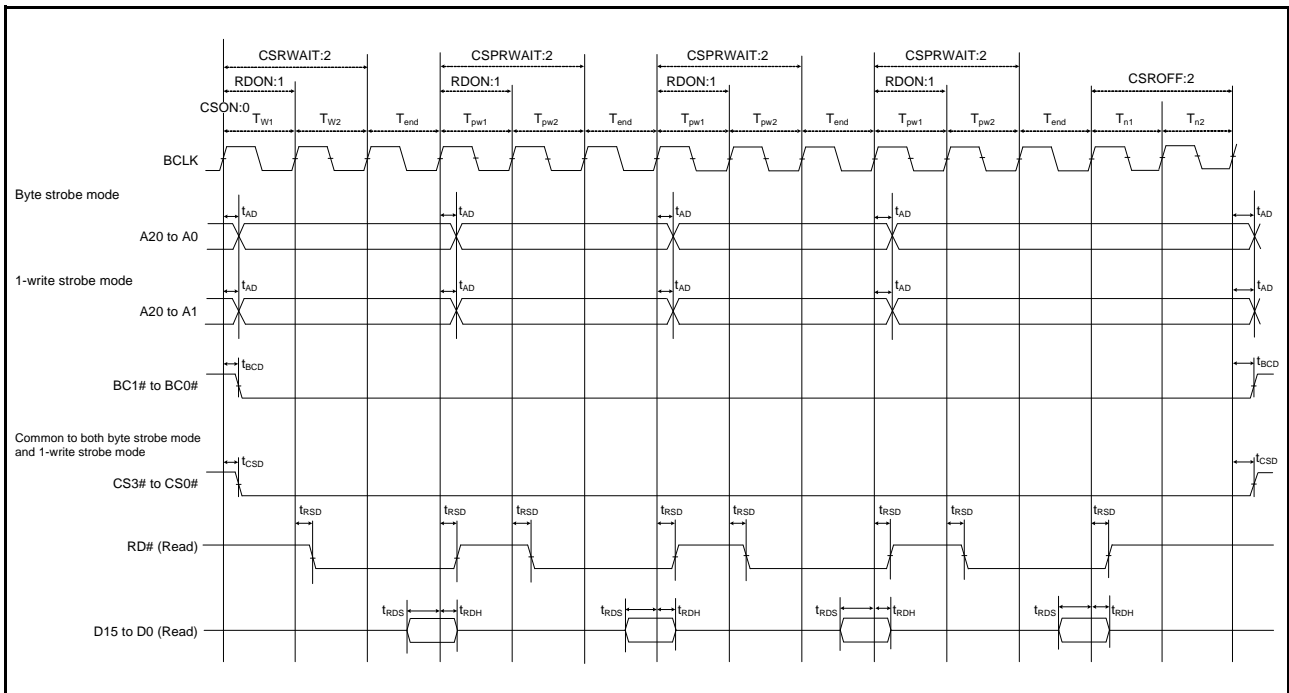 CSRWAIT:2 CSPRWAIT:2 CSPRWAIT:2 CSPRWAIT:2
RDON:1 RDON:1 RDON:1 RDON:1 CSROFF:2
CSON:0
TW1 TW2 Tend Tpw1 Tpw2 Tend Tpw1 Tpw2 Tend Tpw1 Tpw2 Tend Tn1 Tn2
BCLK
Byte strobe mode
tAD tAD tAD tAD tAD
A20 to A0
1-write strobe mode
tAD tAD tAD tAD tAD
A20 to A1
tBCD tBCD
BC1# to BC0#
Common to both byte strobe mode
and 1-write strobe mode
tCSD tCSD
CS3# to CS0#
tRSD tRSD tRSD tRSD tRSD tRSD tRSD tRSD
RD# (Read)
tRDS tRDH tRDS tRDH tRDS tRDH tRDS tRDH
D15 to D0 (Read)